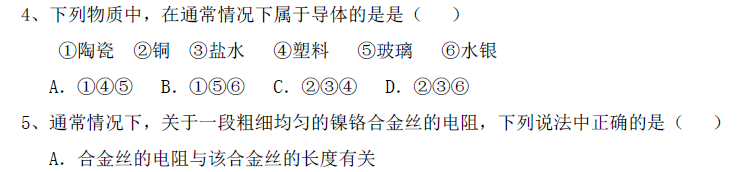 4、下列物质中，在通常情况下属于导体的是是（　　）
①陶瓷 ②铜 ③盐水 ④塑料 ⑤玻璃 ⑥水银
A．①④⑤ B．①⑤⑥ C．②③④ D．②③⑥
5、通常情况下，关于一段粗细均匀的镍铬合金丝的电阻，下列说法中正确的是（　　）
A．合金丝的电阻与该合金丝的长度有关